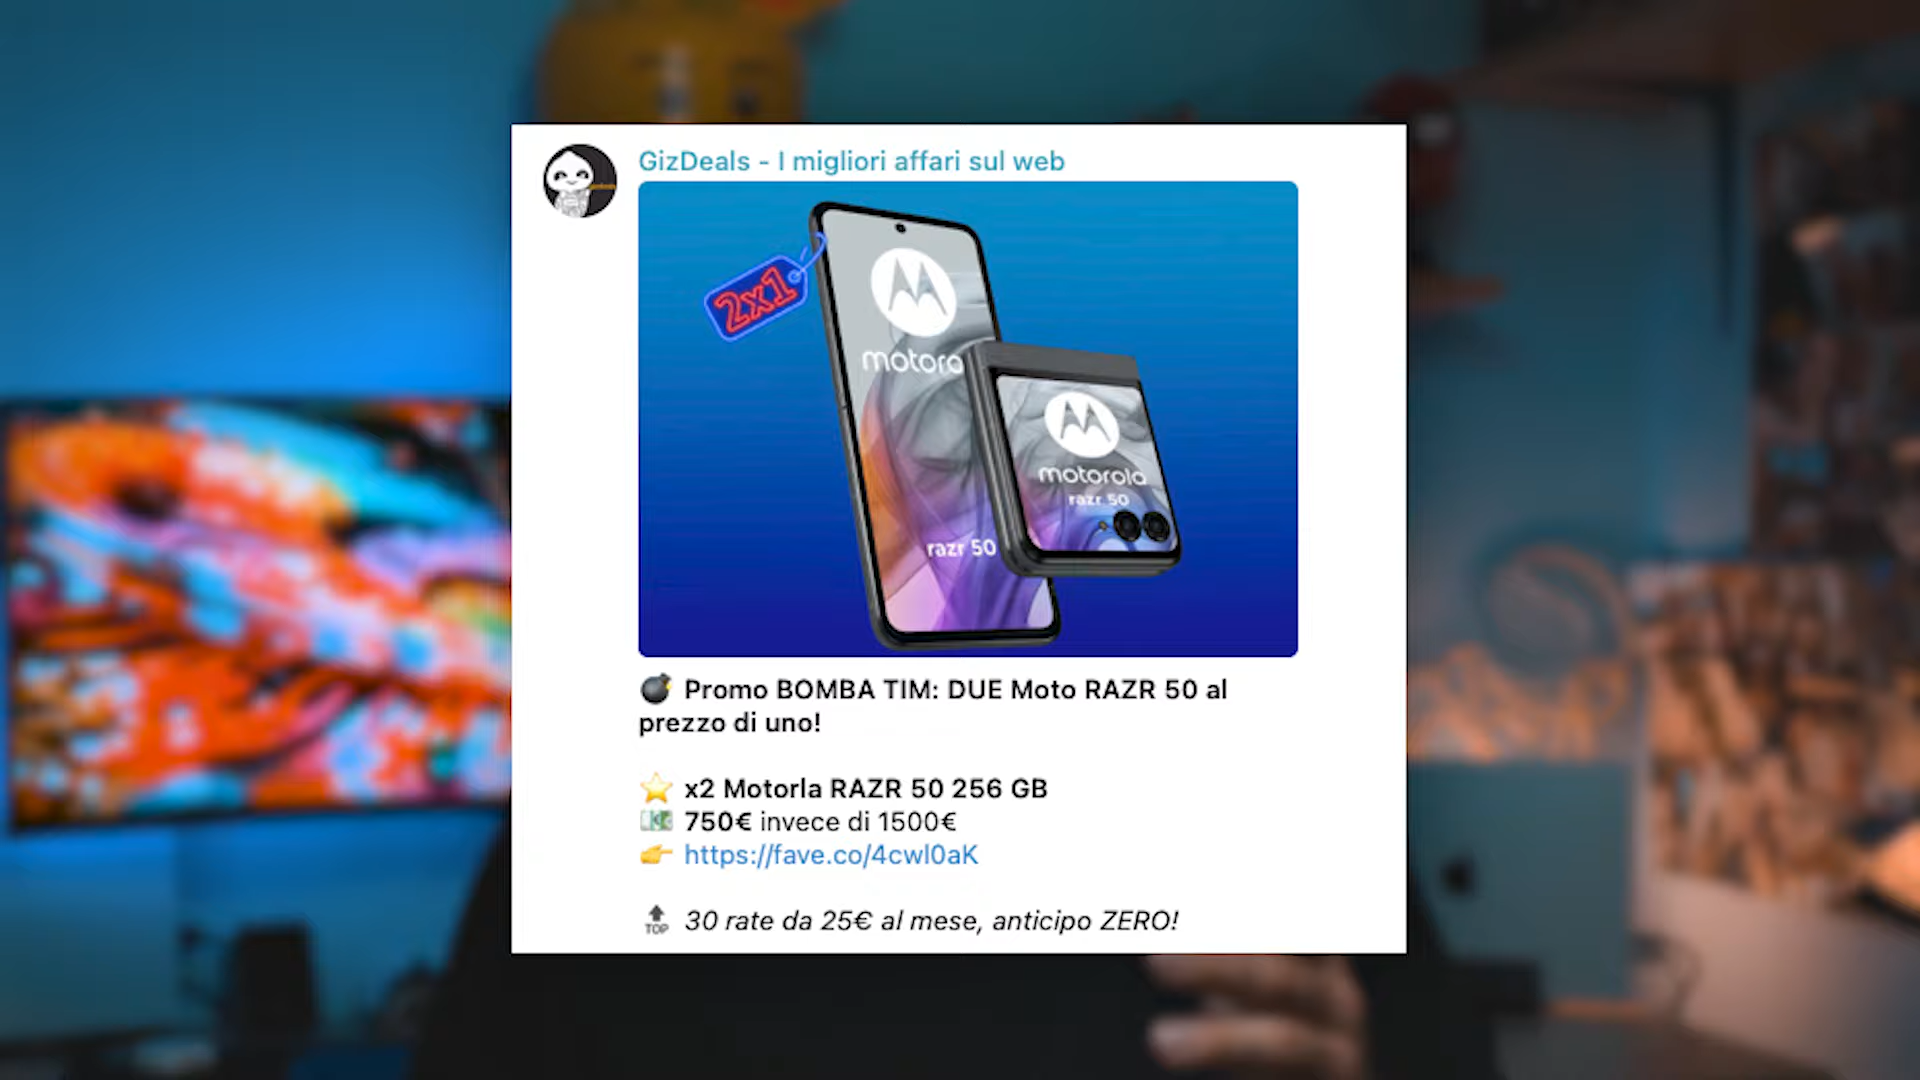 GizDeals - I migliori affari sul web
2x1
motoro
motorola
razr 50
razr 50
Promo BOMBA TIM: DUE Moto RAZR 50 al
prezzo di uno!
x2 Motorla RAZR 50 256 GB
750€ invece di 1500€
https://fave.co/4cwl0aK
TOP 30 rate da 25€ al mese, anticipo ZERO!